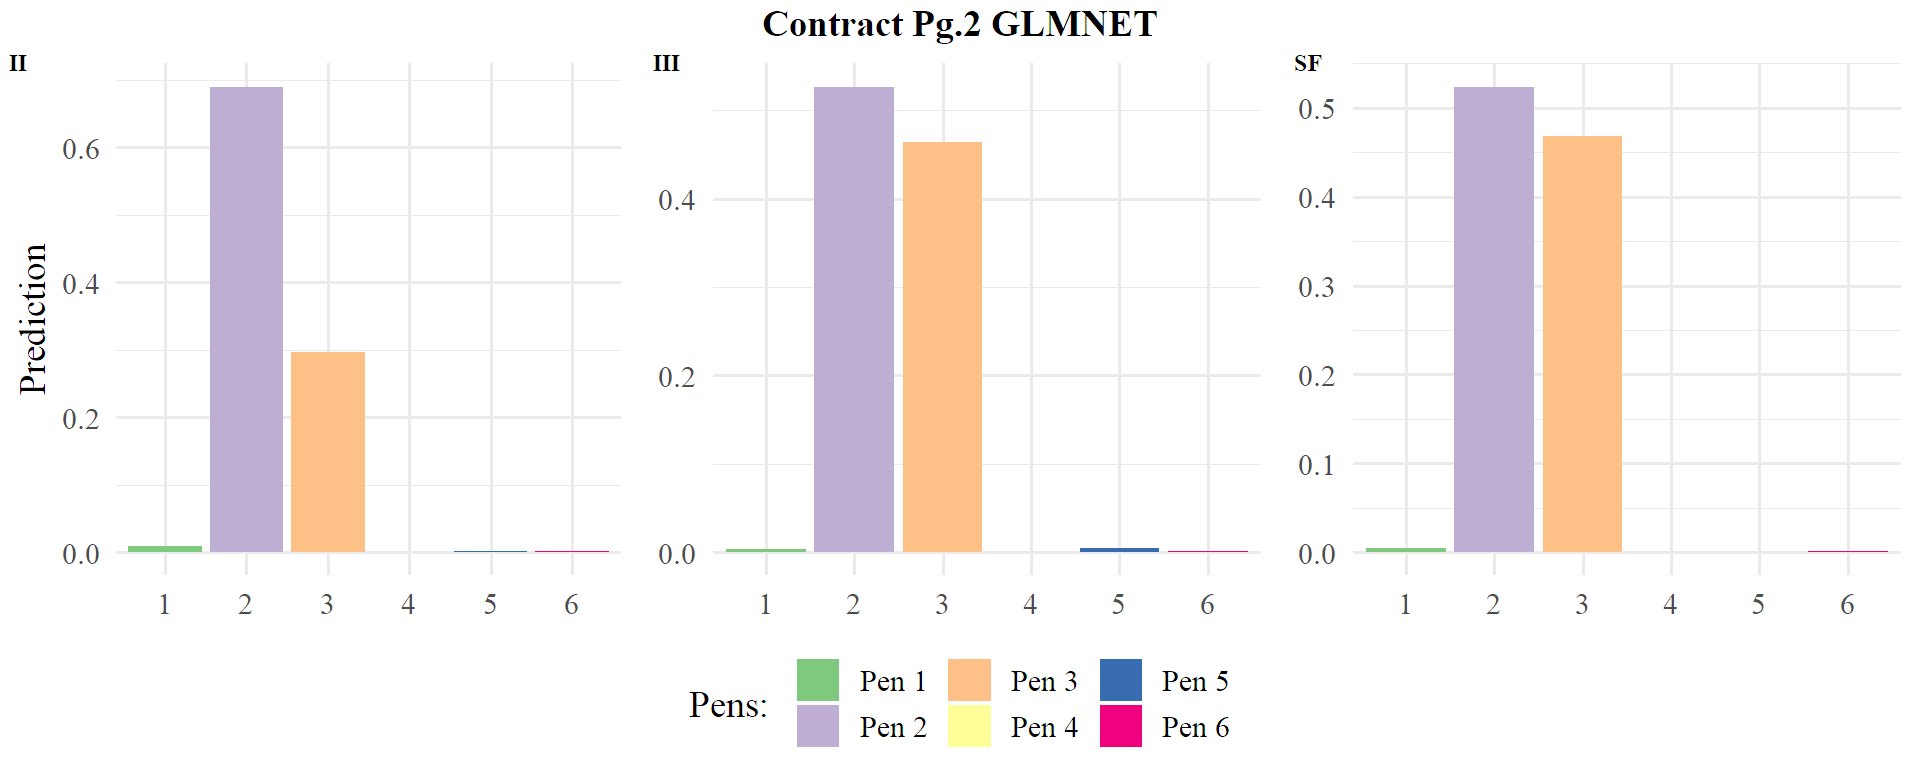 Contract Pg.2 GLMNET
II
Prediction
0.6
0.4
0.2
0.0
1 2 3 4 5 6
III
0.4
0.2
0.0
1 2 3 4 5 6
SF
0.5
0.4
0.3
0.2
0.1
0.0
1 2 3 4 5 6
Pens:
Pen 1 Pen 3 Pen 5
Pen 2 Pen 4 Pen 6